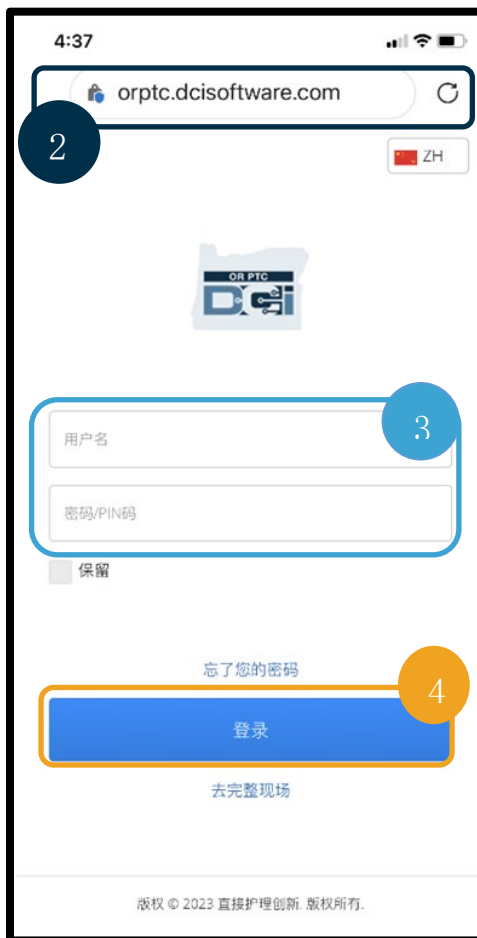 4:37
orptc.dcisoftware.com
2
ZH
OR PTC
DCi
3
用户名
密码/PIN码
保留
忘了您的密码
4
登录
去完整现场
版权 © 2023 直接护理创新. 版权所有.